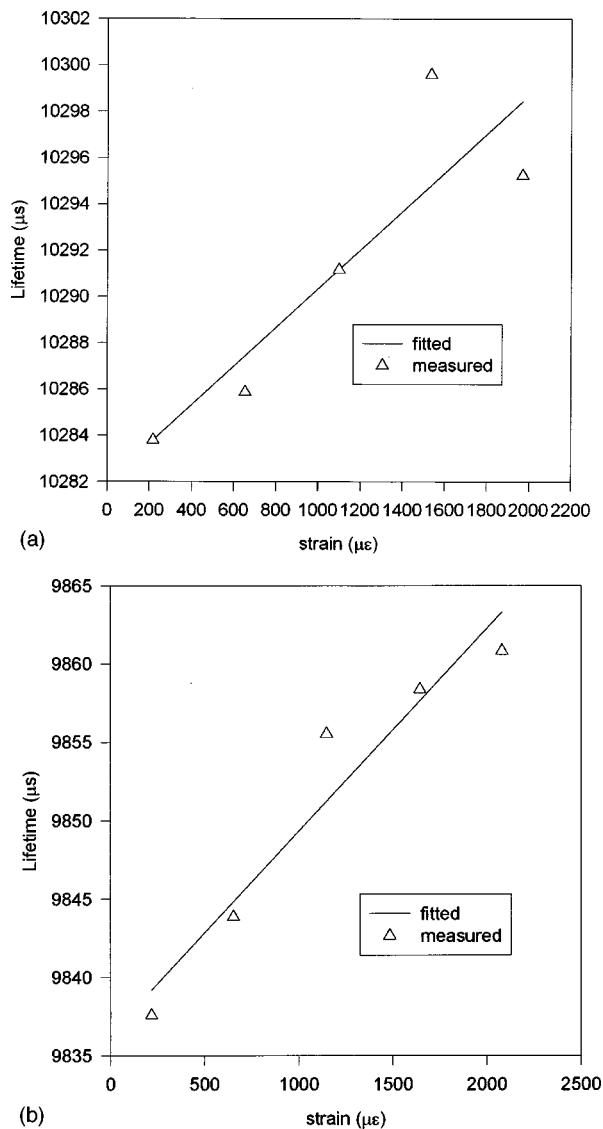 10302
10300
10298
10296
10294
10292
10290
10288
10286
10284
10282
Lifetime (μs)
fitted
measured
0 200 400 600 800 1000 1200 1400 1600 1800 2000 2200
(a)
strain (με)
9865
9860
9855
9850
9845
9840
9835
Lifetime (μs)
fitted
measured
0 500 1000 1500 2000 2500
(b)
strain (με)